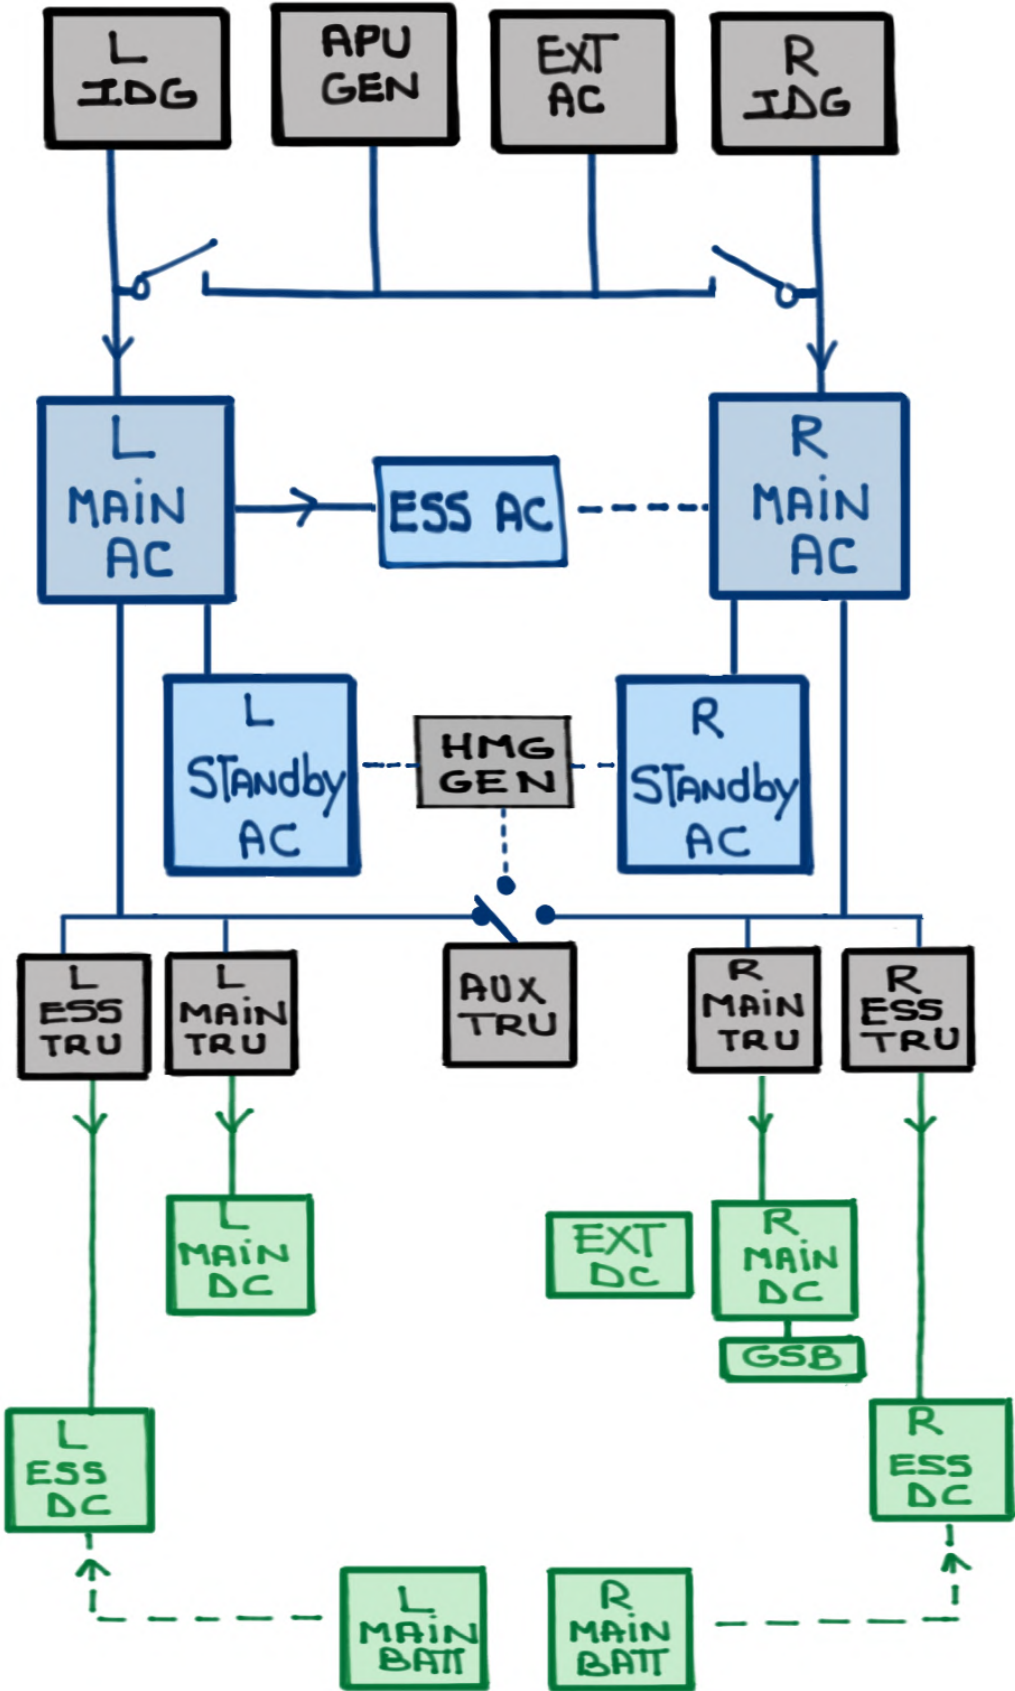 L
IDG
APU
GEN
EXT
AC
R
IDG
L
MAIN
AC
ESS AC
R
MAIN
AC
L
STANdby
AC
HMG
GEN
R
STANdby
AC
L
ESS
TRU
L
MAIN
TRU
AUX
TRU
R
MAIN
TRU
R
ESS
TRU
L
MAIN
DC
EXT
DC
R
MAIN
DC
GSB
L
ESS
DC
R
ESS
DC
L
MAIN
BATT
R
MAIN
BATT